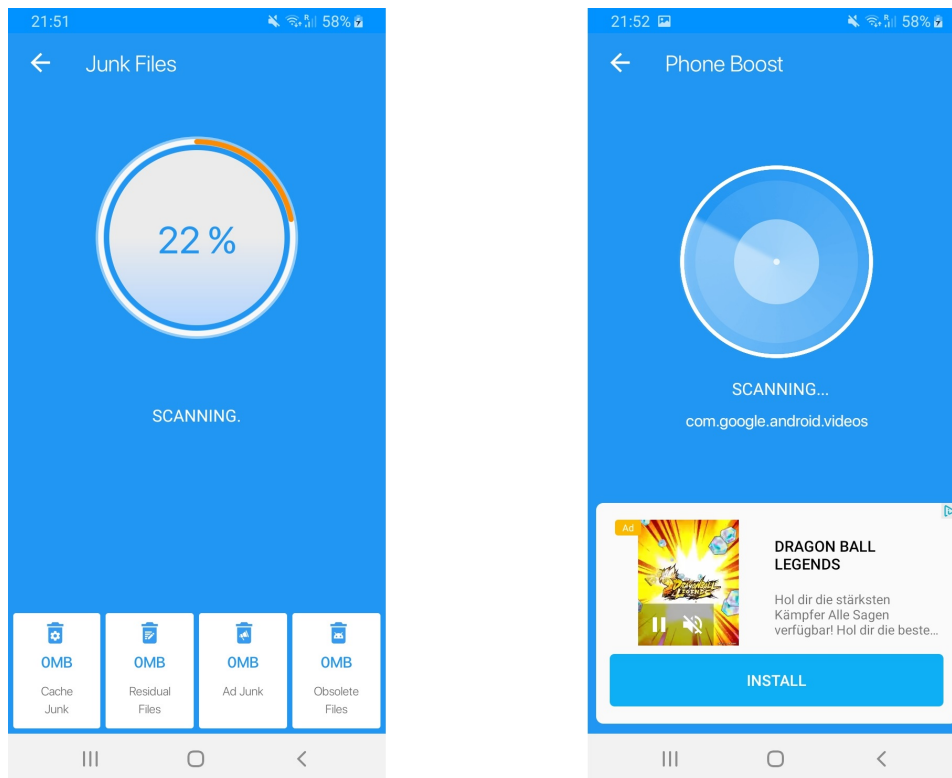 21:51
58%
Junk Files
22 %
SCANNING.
0MB
0MB
0MB
0MB
Cache
Junk
Residual
Files
Ad Junk
Obsolete
Files
21:52
58%
Phone Boost
SCANNING...
com.google.android.videos
Ad
DRAGON BALL
LEGENDS
DRAGONBALL
LEGENDS
Hol dir die stärksten
Kämpfer Alle Sagen
verfügbar! Hol dir die beste...
INSTALL